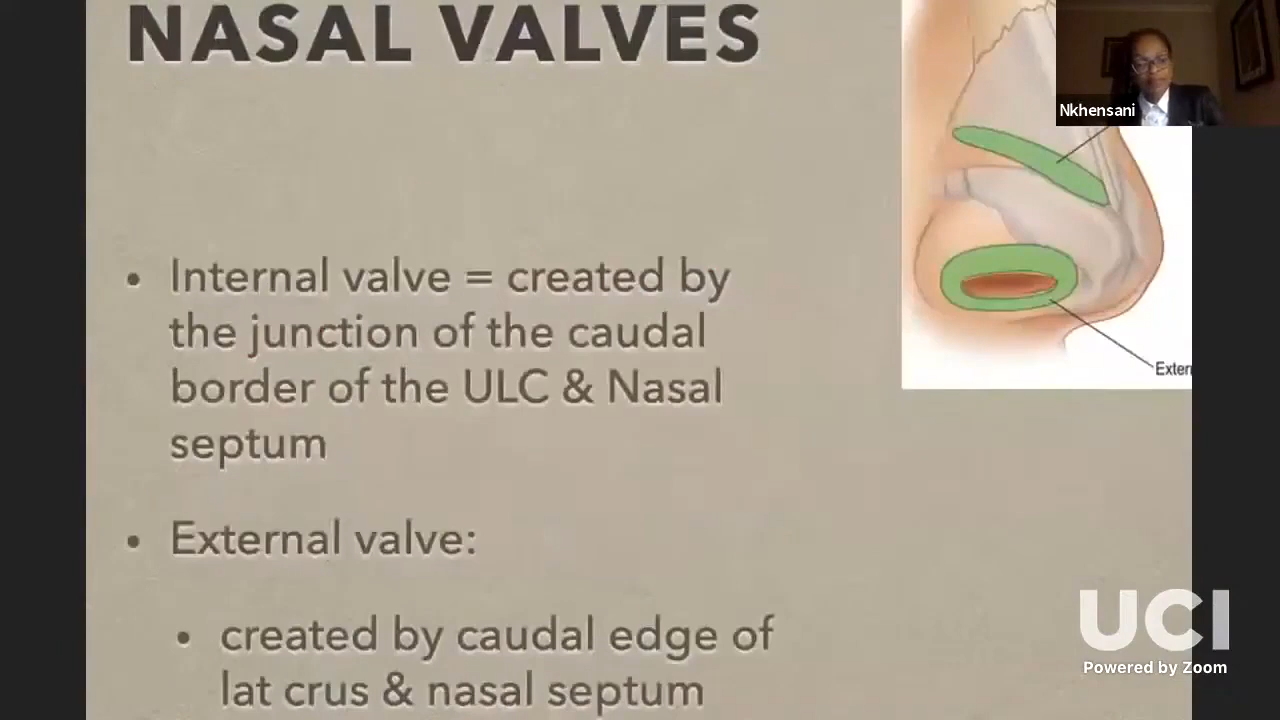 NASAL VALVES
Nkhensani
• Internal valve = created by
the junction of the caudal
border of the ULC & Nasal
septum
Exter
• External valve:
• created by caudal edge of
lat crus & nasal septum
UCI
Powered by Zoom